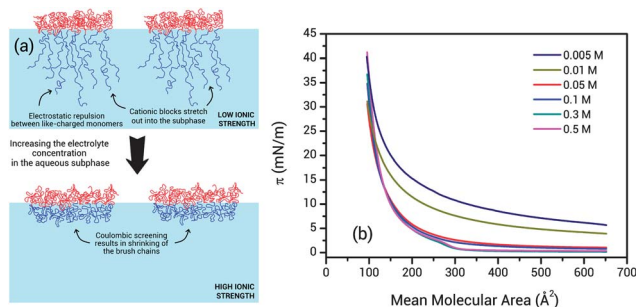 (a)
Electrostatic repulsion
between like-charged monomers
Cationic blocks stretch
out into the subphase
LOW IONIC
STRENGTH
Increasing the electrolyte
concentration
in the aqueous subphase
Coulombic screening
results in shrinking of
the brush chains
HIGH IONIC
STRENGTH
45
40
35
30
25
20
15
10
5
0
π (mN/m)
0.005 M
0.01 M
0.05 M
0.1 M
0.3 M
0.5 M
(b)
0 100 200 300 400 500 600 700
Mean Molecular Area (Å²)